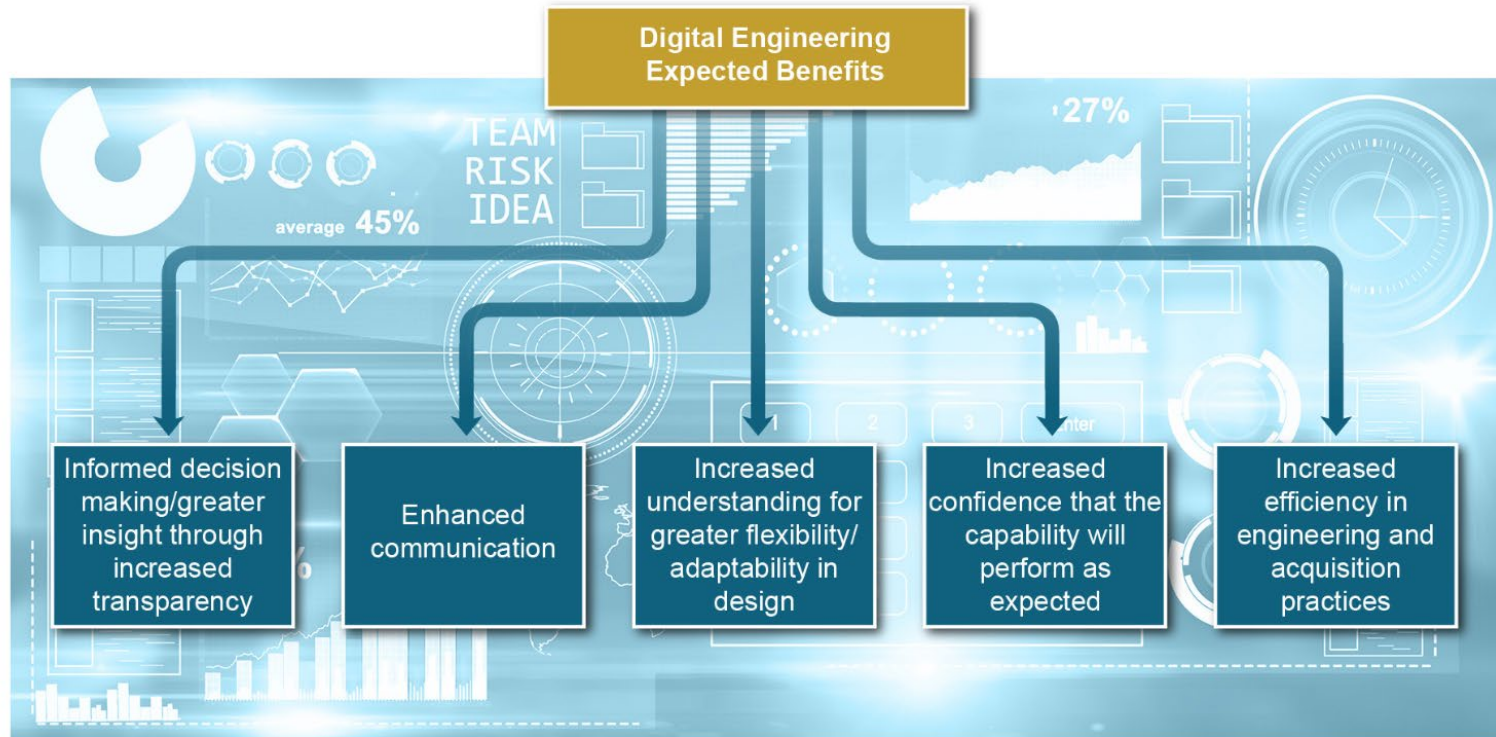 Digital Engineering
Expected Benefits
27%
TEAM
RISK
IDEA
average 45%
1
2
3
Enter
Informed decision
making/greater
insight through
increased
transparency
Enhanced
communication
Increased
understanding for
greater flexibility/
adaptability in
design
Increased
confidence that the
capability will
perform as
expected
Increased
efficiency in
engineering and
acquisition
practices